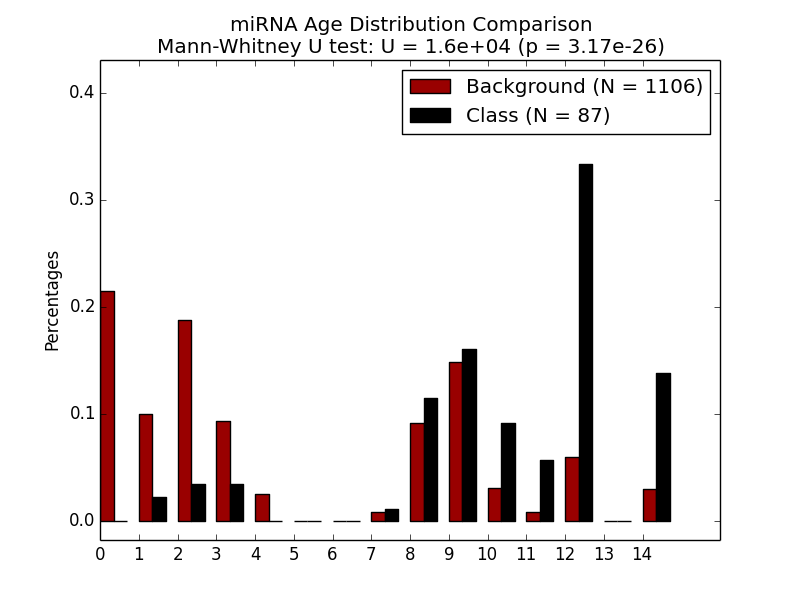 miRNA Age Distribution Comparison
Mann-Whitney U test: U = 1.6e+04 (p = 3.17e-26)
Background (N = 1106)
Class (N = 87)
Percentages
0.4
0.3
0.2
0.1
0.0
0 1 2 3 4 5 6 7 8 9 10 11 12 13 14